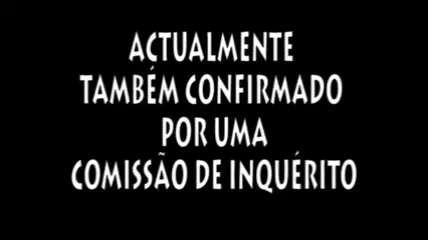 ACTUALMENTE
TAMBÉM CONFIRMADO
POR UMA
COMISSÃO DE INQUÉRITO